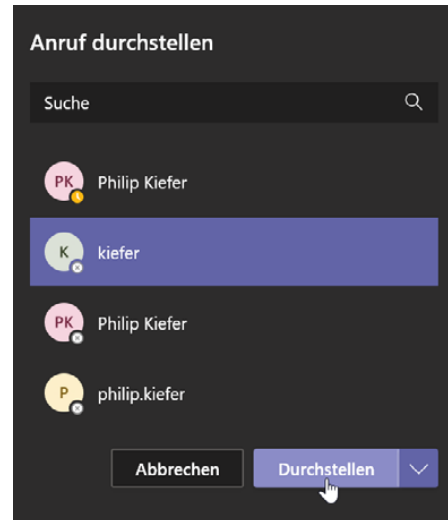 Anruf durchstellen
Suche
PK Philip Kiefer
K kiefer
PK Philip Kiefer
P philip.kiefer
Abbrechen Durchstellen